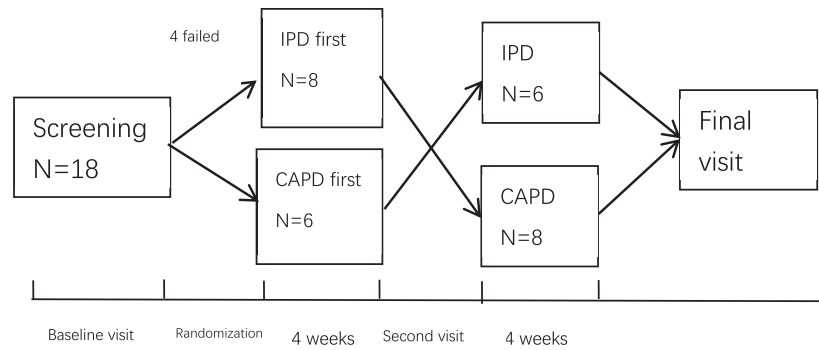 4 failed
IPD first
N=8
IPD
N=6
Screening
N=18
Final
visit
CAPD first
N=6
CAPD
N=8
Baseline visit
Randomization
4 weeks
Second visit
4 weeks